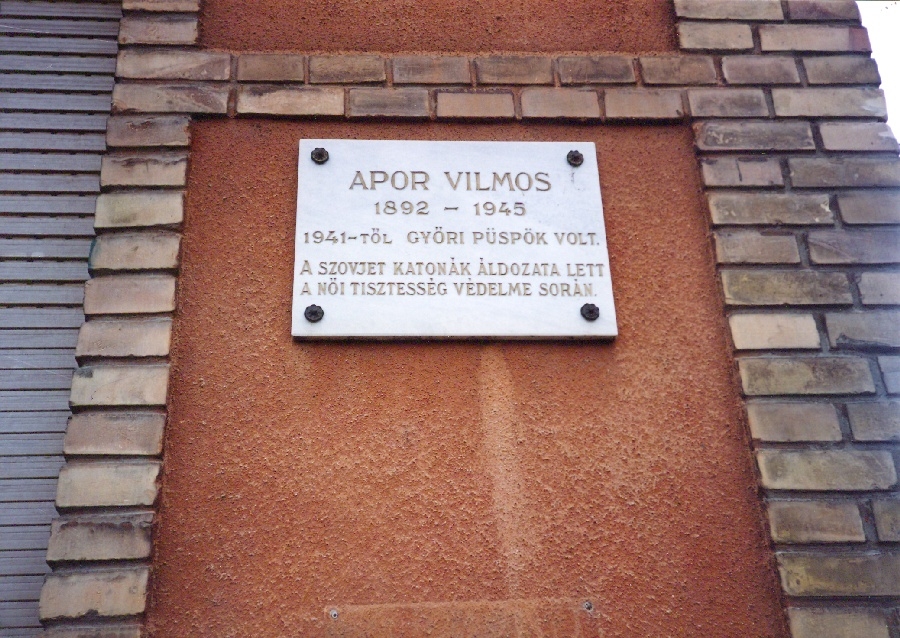 APOR VILMOS
1892 – 1945
1941-TŐL GYŐRI PÜSPÖK VOLT.
A SZOVJET KATONÁK ÁLDOZATA LETT
A NŐI TISZTESSÉG VÉDELME SORÁN.